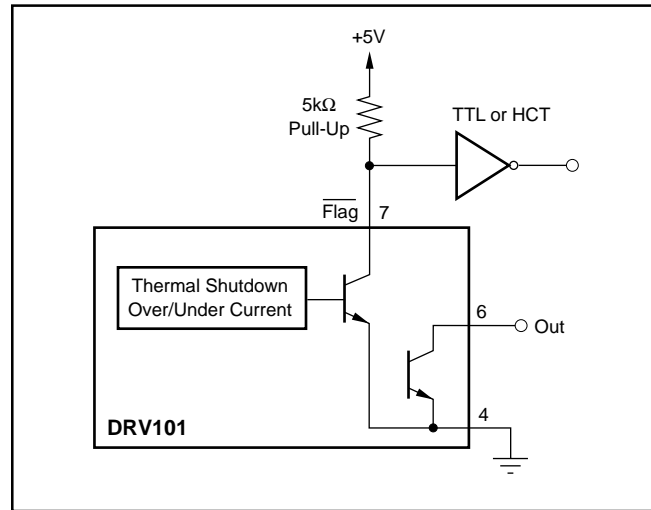 +5V
5kΩ
Pull-Up
TTL or HCT
Flag
7
Thermal Shutdown
Over/Under Current
6
Out
4
DRV101